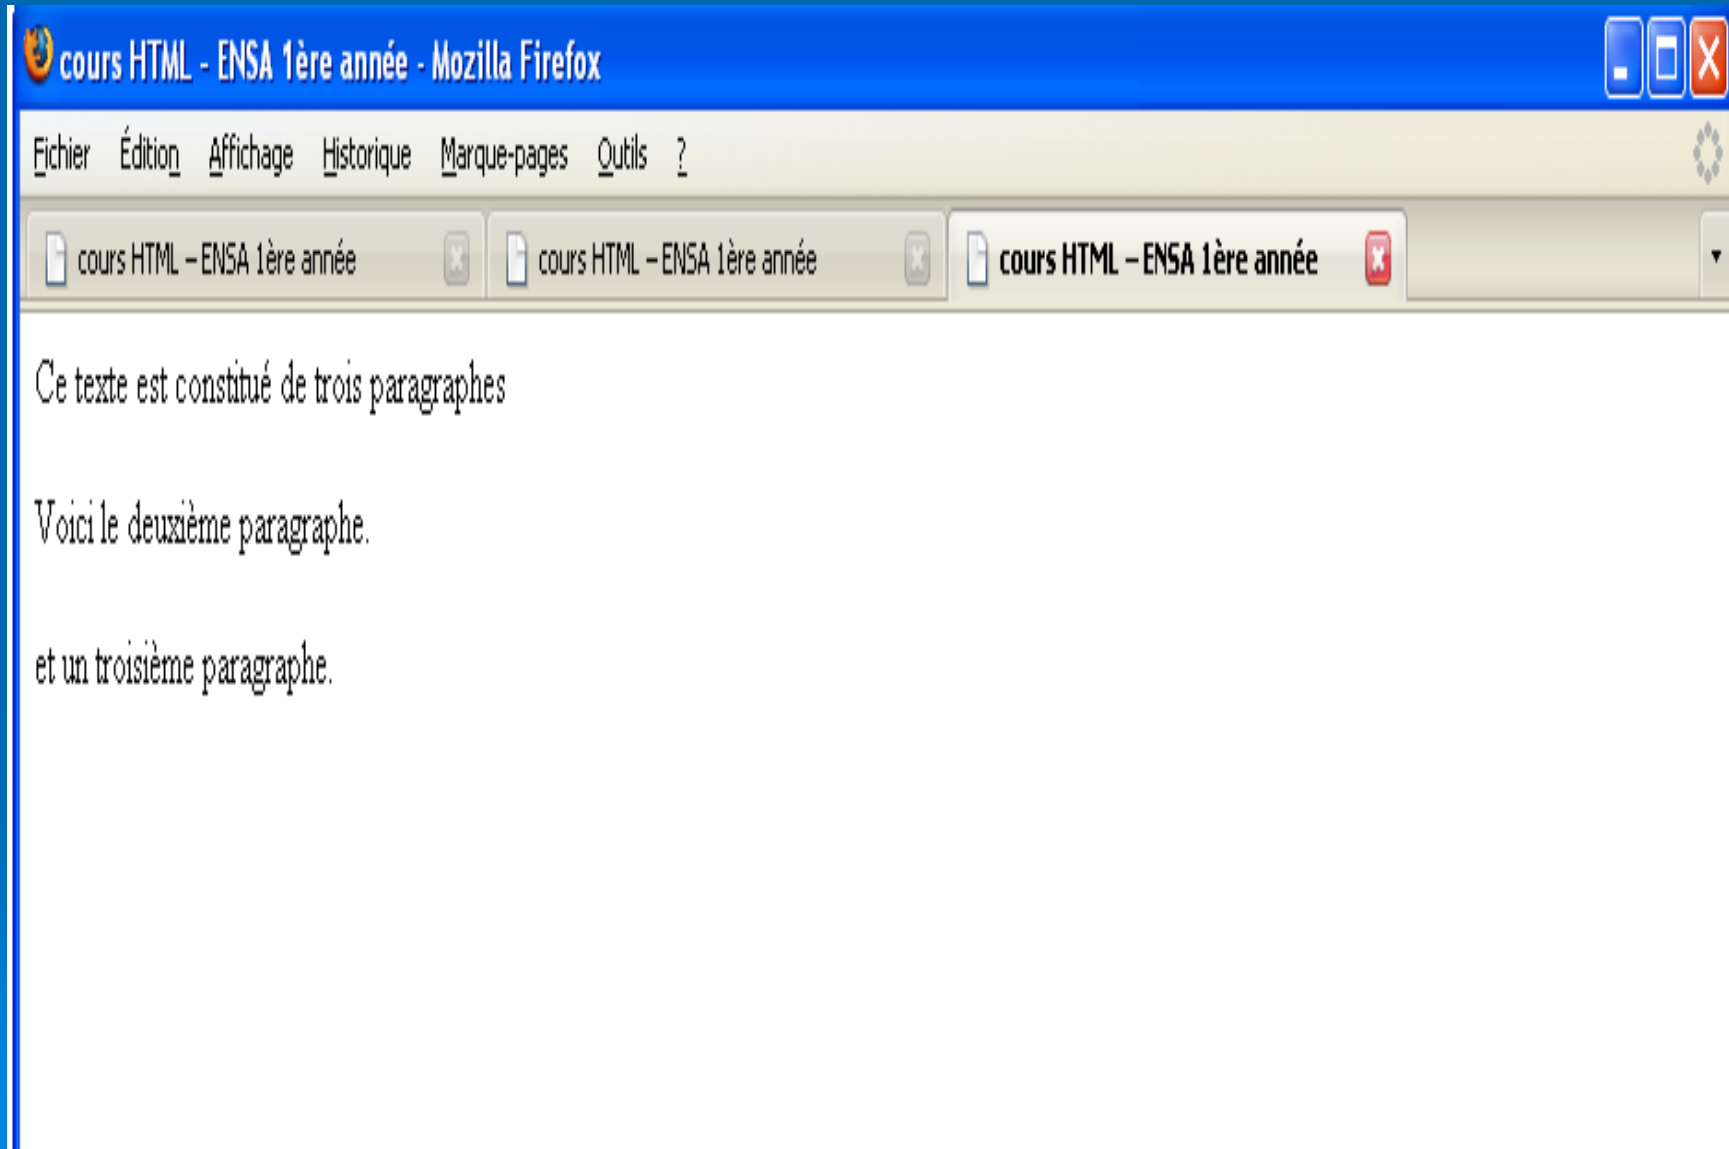 cours HTML - ENSA 1ère année - Mozilla Firefox
Fichier Édition Affichage Historique Marque-pages Outils ?
cours HTML – ENSA 1ère année cours HTML – ENSA 1ère année cours HTML – ENSA 1ère année
Ce texte est constitué de trois paragraphes
Voici le deuxième paragraphe.
et un troisième paragraphe.